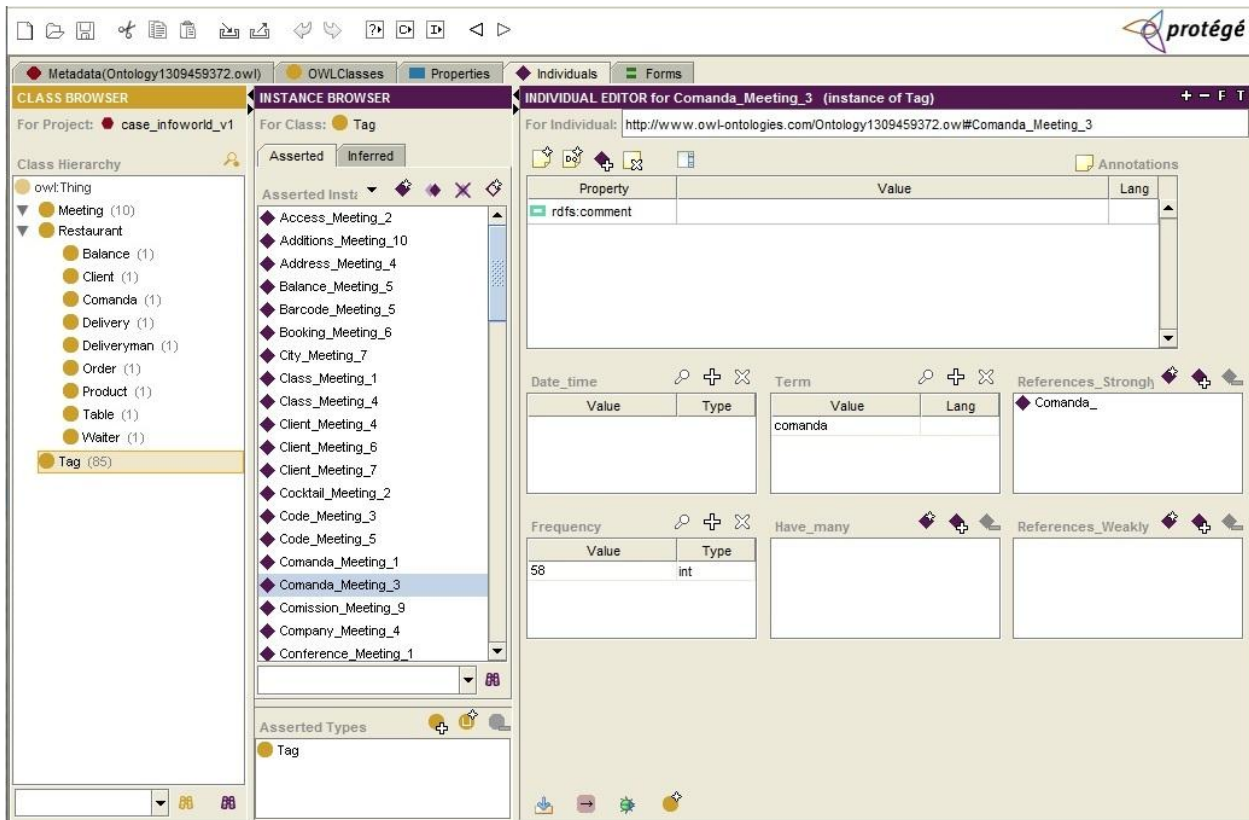 protégé
Metadata(Ontology1309459372.owl) OWLClasses Properties Individuals Forms
CLASS BROWSER
For Project: case_infoworld_v1
Class Hierarchy
owl:Thing
Meeting (10)
Restaurant
Balance (1)
Client (1)
Comanda (1)
Delivery (1)
Deliveryman (1)
Order (1)
Product (1)
Table (1)
Waiter (1)
Tag (85)
INSTANCE BROWSER
For Class: Tag
Asserted Inferred
Asserted Insta
Access_Meeting_2
Additions_Meeting_10
Address_Meeting_4
Balance_Meeting_5
Barcode_Meeting_5
Booking_Meeting_6
City_Meeting_7
Class_Meeting_1
Class_Meeting_4
Client_Meeting_4
Client_Meeting_6
Client_Meeting_7
Cocktail_Meeting_2
Code_Meeting_3
Code_Meeting_5
Comanda_Meeting_1
Comanda_Meeting_3
Comission_Meeting_9
Company_Meeting_4
Conference_Meeting_1
Asserted Types
Tag
INDIVIDUAL EDITOR for Comanda_Meeting_3 (instance of Tag) + - F T
For Individual: http://www.owl-ontologies.com/Ontology1309459372.owl#Comanda_Meeting_3
Annotations
Property Value Lang
rdfs:comment
Date_time
Value Type
Term
Value Lang
comanda
References_Strongly
Comanda_
Frequency
Value Type
58 int
Have_many
References_Weakly